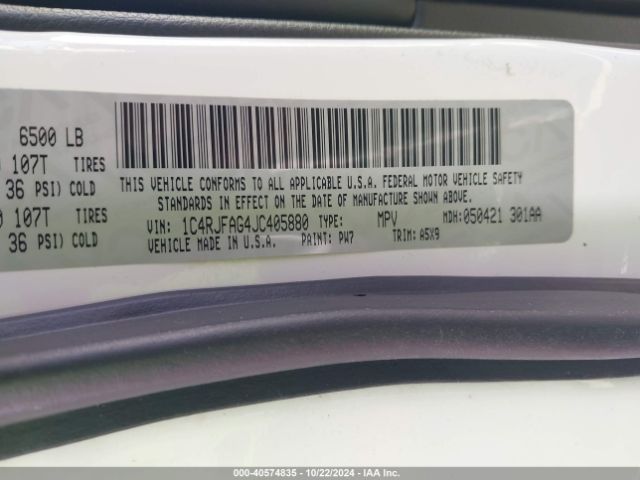 6500 LB
107T TIRES
36 PSI) COLD
107T TIRES
36 PSI) COLD
THIS VEHICLE CONFORMS TO ALL APPLICABLE U.S.A. FEDERAL MOTOR VEHICLE SAFETY
STANDARDS IN EFFECT ON THE DATE OF MANUFACTURE SHOWN ABOVE.
VIN: 1C4RJFAG4JC405880 TYPE: MPV MDH: 050421 301AA
VEHICLE MADE IN U.S.A. PAINT: PW7 TRIM: A5X9
000-40574835 - 10/22/2024 - IAA Inc.